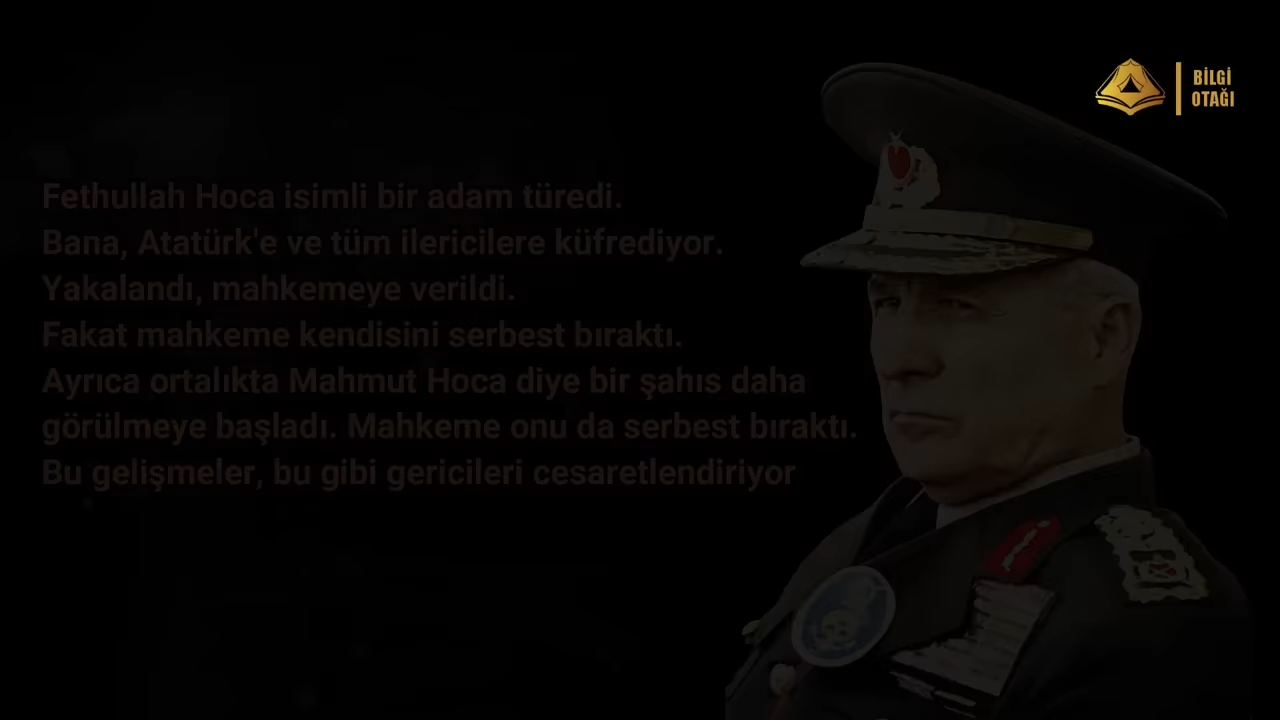 BİLGİ
OTAĞI
Fethullah Hoca isimli bir adam türedi.
Bana, Atatürk'e ve tüm ilericilere küfrediyor.
Yakalandı, mahkemeye verildi.
Fakat mahkeme kendisini serbest bıraktı.
Ayrıca ortalıkta Mahmut Hoca diye bir şahıs daha
görülmeye başladı. Mahkeme onu da serbest bıraktı.
Bu gelişmeler, bu gibi gericileri cesaretlendiriyor